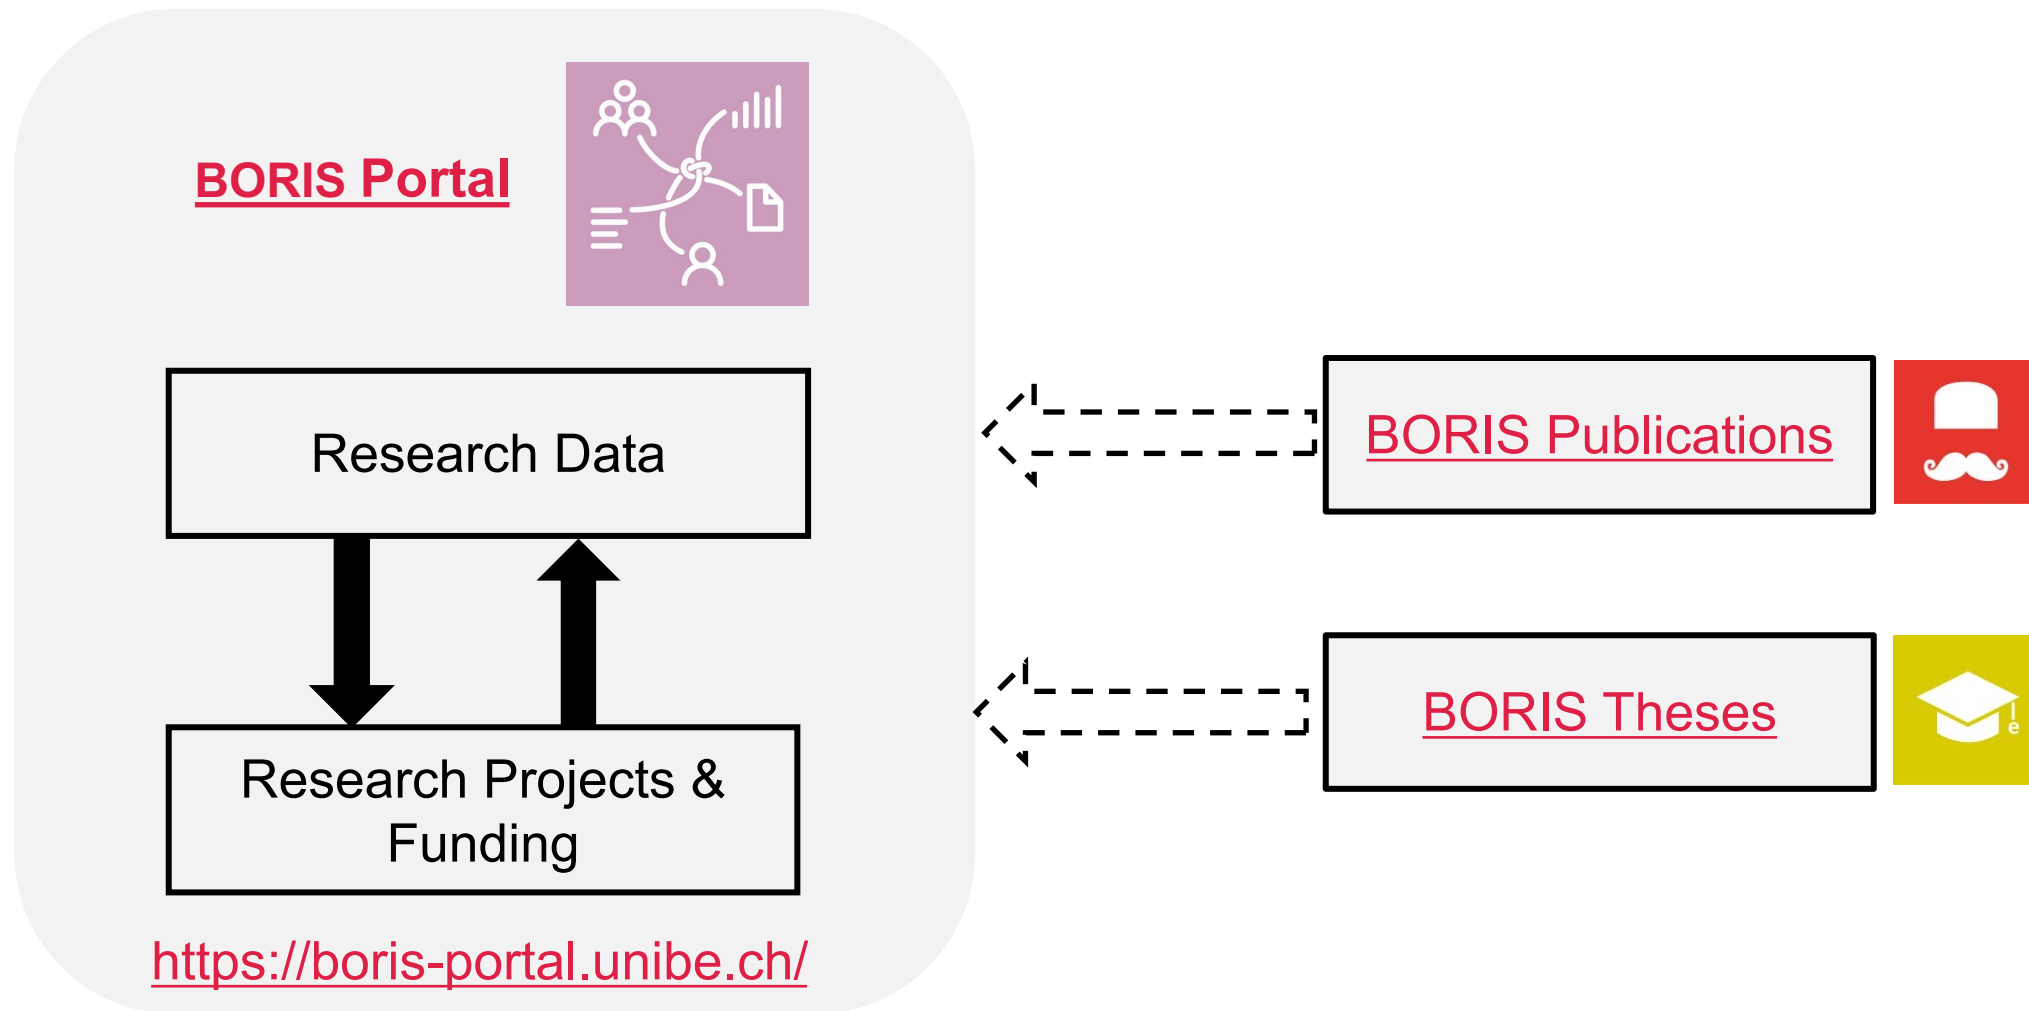 BORIS Portal
Research Data
Research Projects &
Funding
https://boris-portal.unibe.ch/
BORIS Publications
BORIS Theses
e